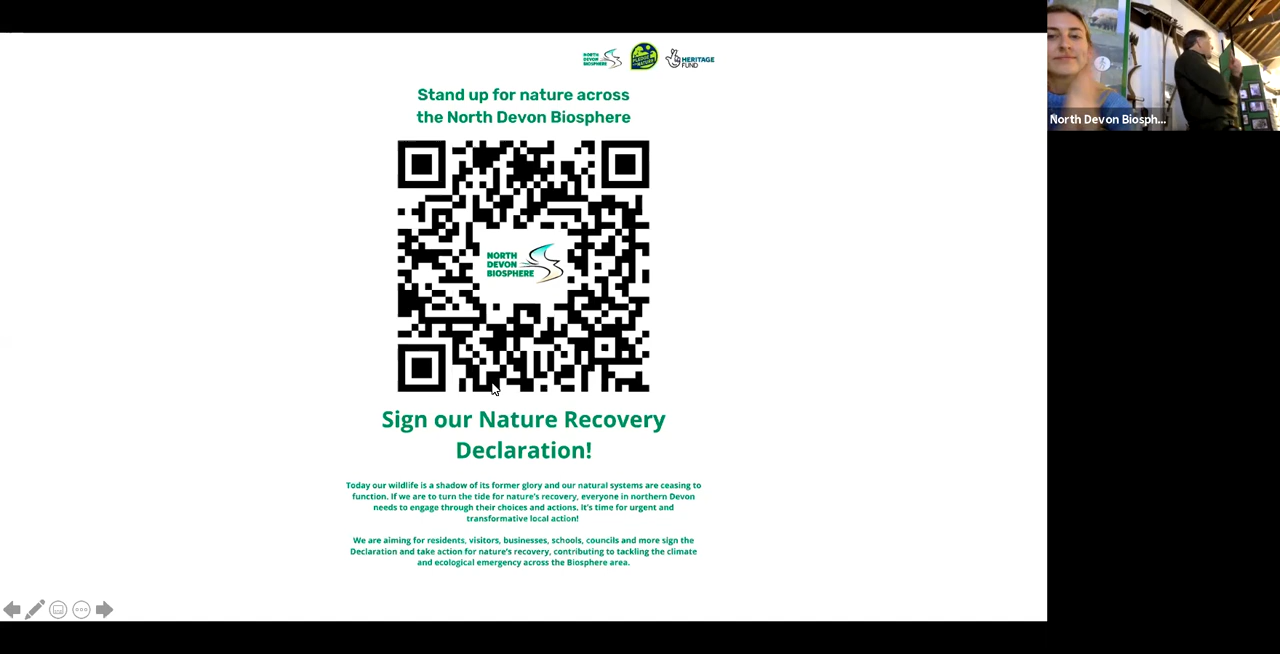 NORTH
DEVON
BIOSPHERE
HERITAGE
FUND
Stand up for nature across
the North Devon Biosphere
NORTH
DEVON
BIOSPHERE
Sign our Nature Recovery
Declaration!
Today our wildlife is a shadow of its former glory and our natural systems are ceasing to
function. If we are to turn the tide for nature's recovery, everyone in northern Devon
needs to engage through their choices and actions. It's time for urgent and
transformative local action!
We are aiming for residents, visitors, businesses, schools, councils and more sign the
Declaration and take action for nature's recovery, contributing to tackling the climate
and ecological emergency across the Biosphere area.
North Devon Biosph...